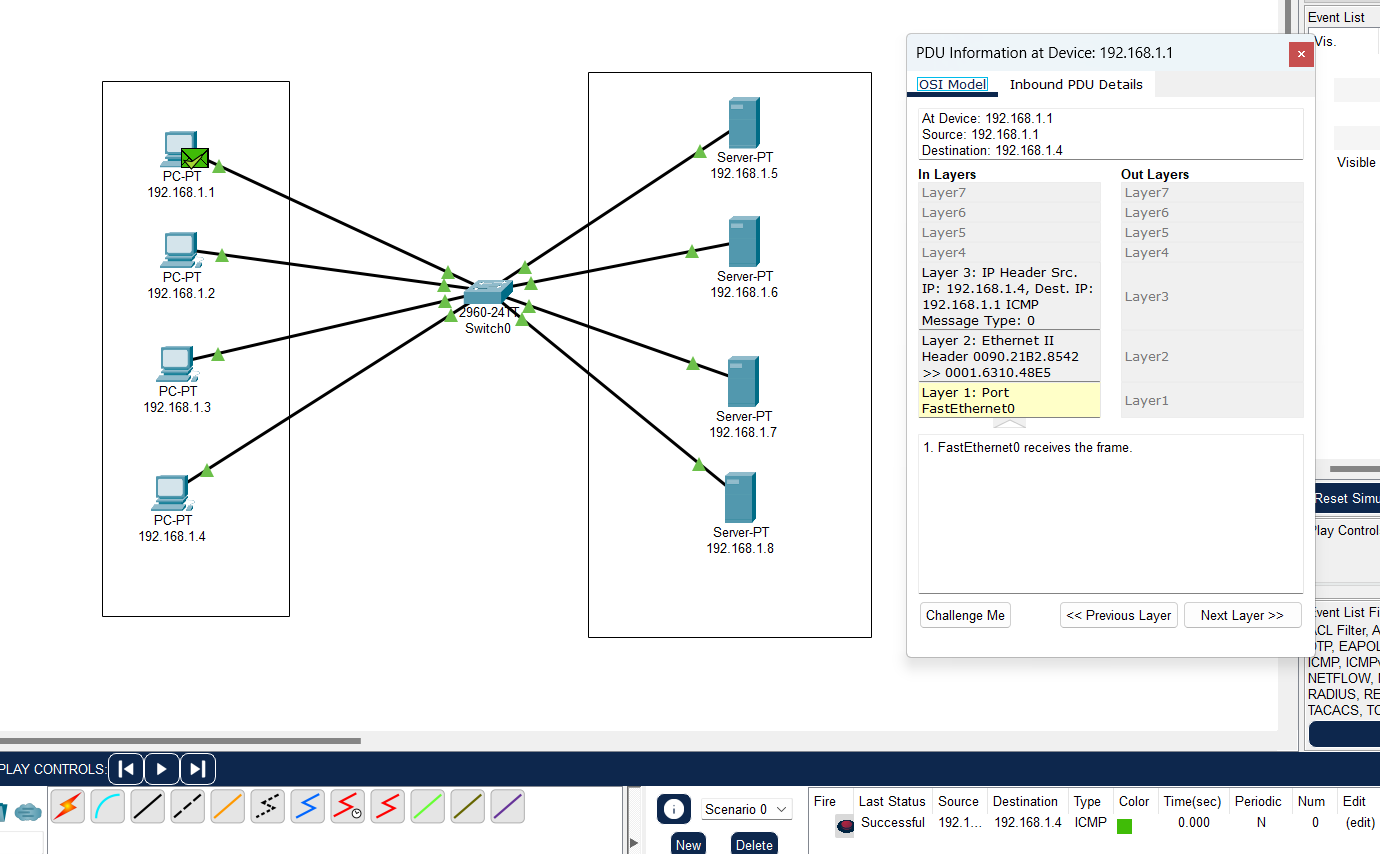 Event List
Vis.
Visible
PDU Information at Device: 192.168.1.1
OSI Model
Inbound PDU Details
At Device: 192.168.1.1
Source: 192.168.1.1
Destination: 192.168.1.4
In Layers
Out Layers
Layer7
Layer6
Layer5
Layer4
Layer 3: IP Header Src.
IP: 192.168.1.4, Dest. IP:
192.168.1.1 ICMP
Message Type: 0
Layer 2: Ethernet II
Header 0090.21B2.8542
>> 0001.6310.48E5
Layer 1: Port
FastEthernet0
Layer7
Layer6
Layer5
Layer4
Layer3
Layer2
Layer1
1. FastEthernet0 receives the frame.
Challenge Me
<< Previous Layer
Next Layer >>
PC-PT
192.168.1.1
PC-PT
192.168.1.2
PC-PT
192.168.1.3
PC-PT
192.168.1.4
2960-24TT
Switch0
Server-PT
192.168.1.5
Server-PT
192.168.1.6
Server-PT
192.168.1.7
Server-PT
192.168.1.8
Reset Simu
Play Control
Event List Fi
ACL Filter, A
DTP, EAPOL
ICMP, ICMPv
NETFLOW,
RADIUS, RE
TACACS, TC
PLAY CONTROLS:
Scenario 0
New
Delete
Fire
Last Status
Source
Destination
Type
Color
Time(sec)
Periodic
Num
Edit
Successful
192.1...
192.168.1.4
ICMP
0.000
N
0
(edit)